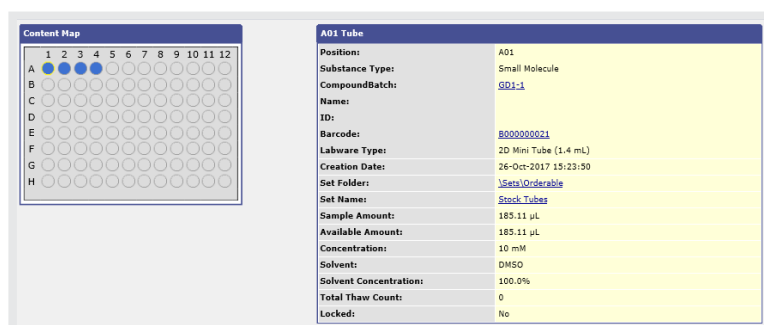 Content Map
1 2 3 4 5 6 7 8 9 10 11 12
A
B
C
D
E
F
G
H
A01 Tube
Position: A01
Substance Type: Small Molecule
CompoundBatch: GD1-1
Name:
ID:
Barcode: B000000021
Labware Type: 2D Mini Tube (1.4 mL)
Creation Date: 26-Oct-2017 15:23:50
Set Folder: \Sets\Orderable
Set Name: Stock Tubes
Sample Amount: 185.11 µL
Available Amount: 185.11 µL
Concentration: 10 mM
Solvent: DMSO
Solvent Concentration: 100.0%
Total Thaw Count: 0
Locked: No